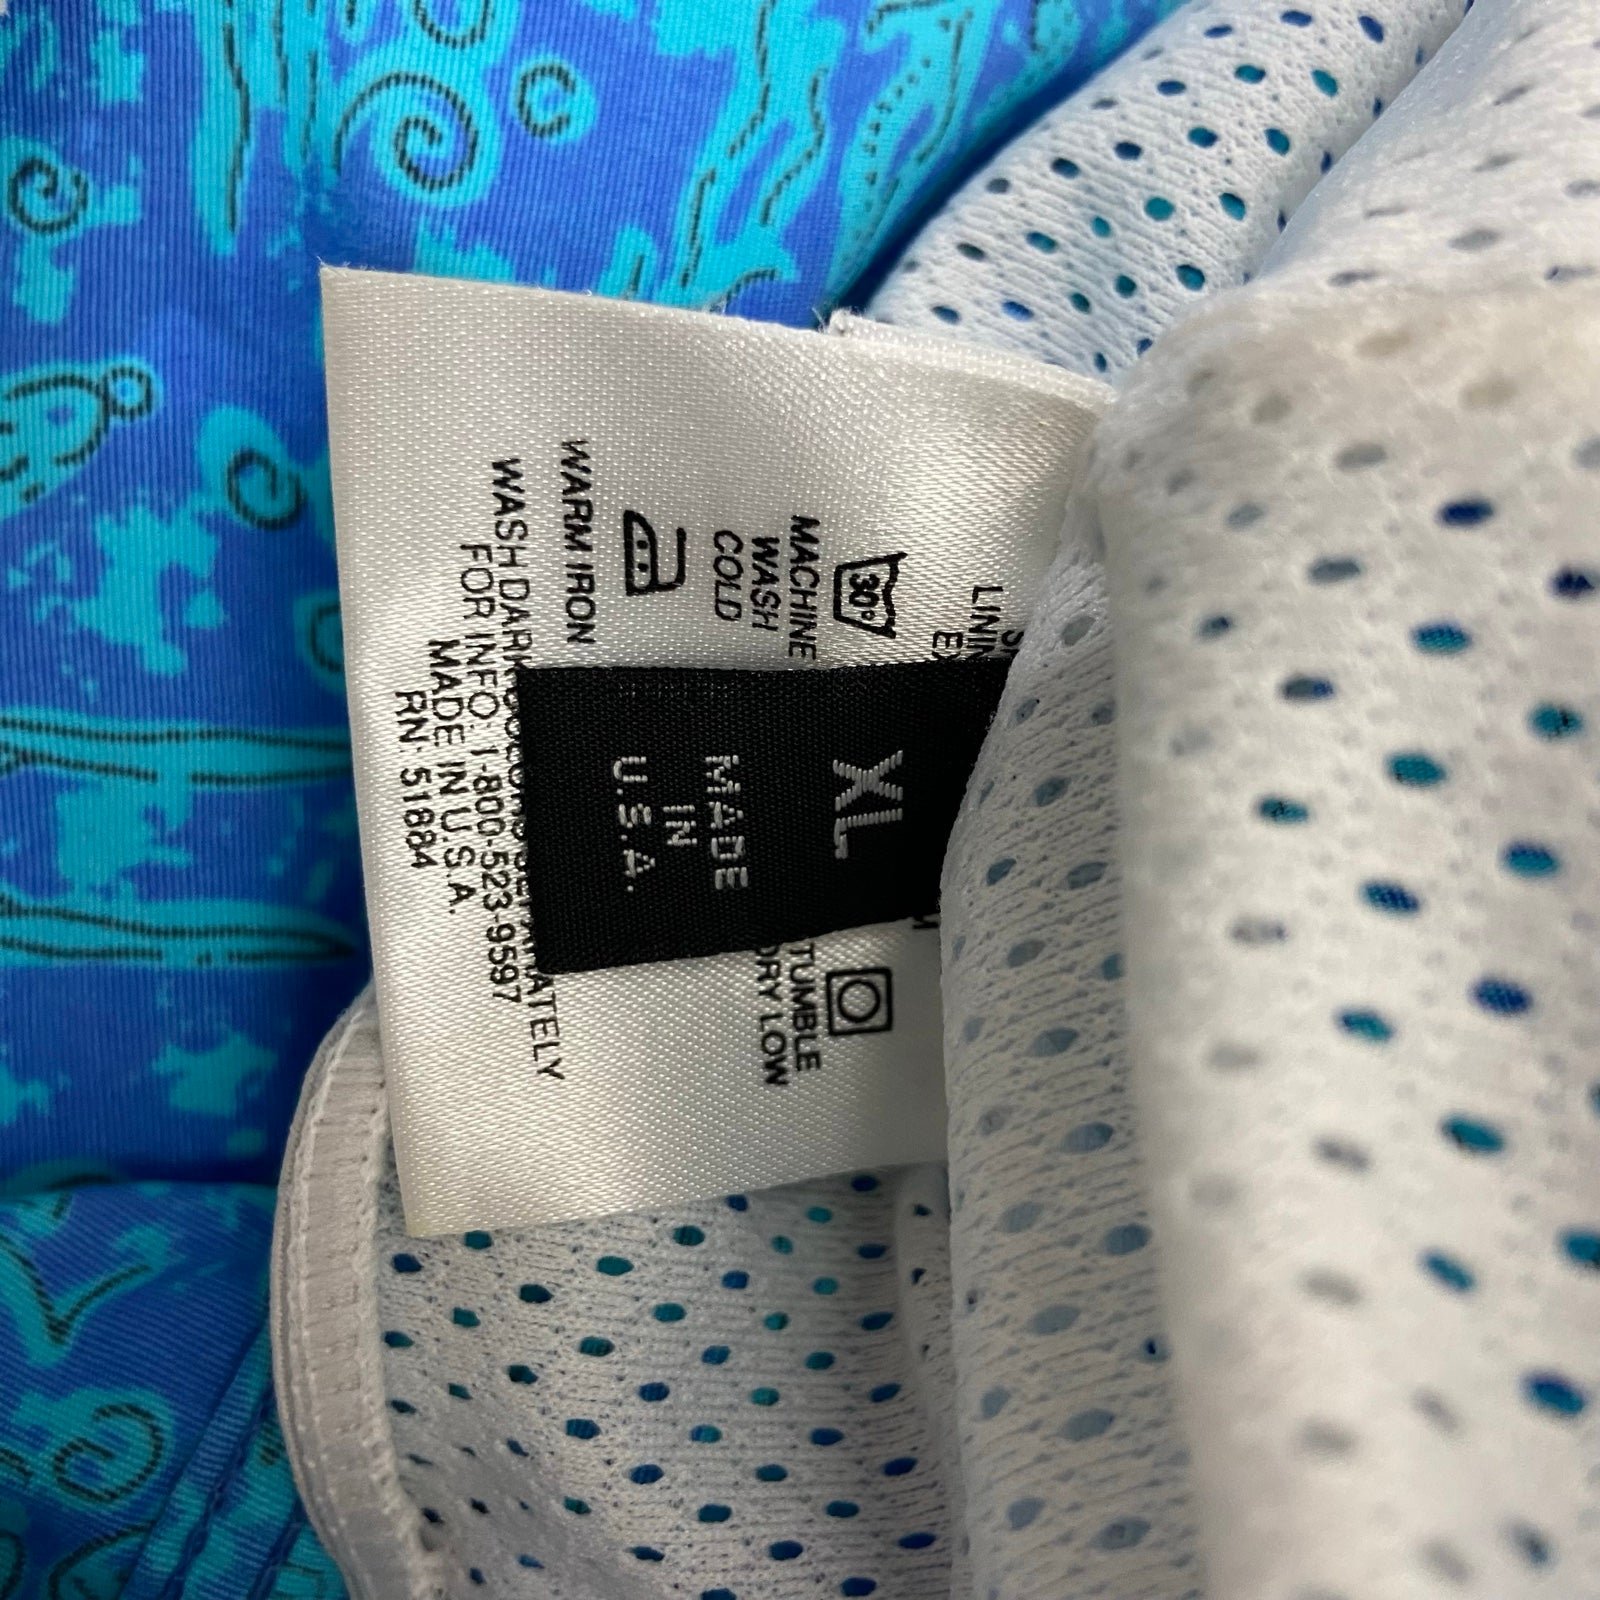 XL
MADE
IN
U.S.A.
30°
MACHINE
WASH
COLD
TUMBLE
DRY LOW
WARM IRON
WASH DARK
FOR INFO: 1-800-523-9597
MADE IN U.S.A.
RN: 51884